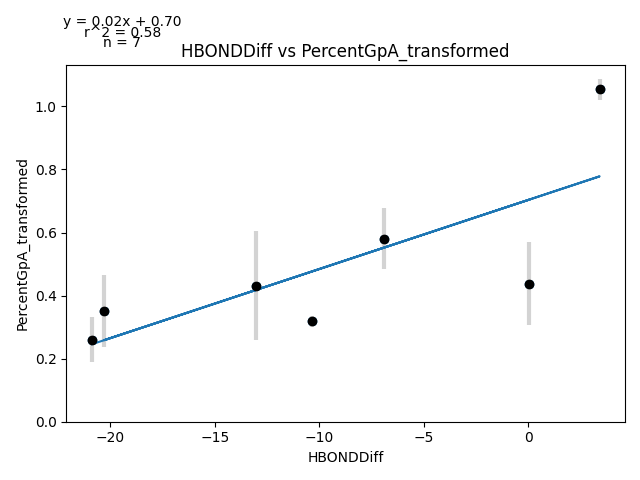 y = 0.02x + 0.70
r^2 = 0.58
n = 7
HBONDDiff vs PercentGpA_transformed
PercentGpA_transformed
1.0
0.8
0.6
0.4
0.2
0.0
−20
−15
−10
−5
0
HBONDDiff